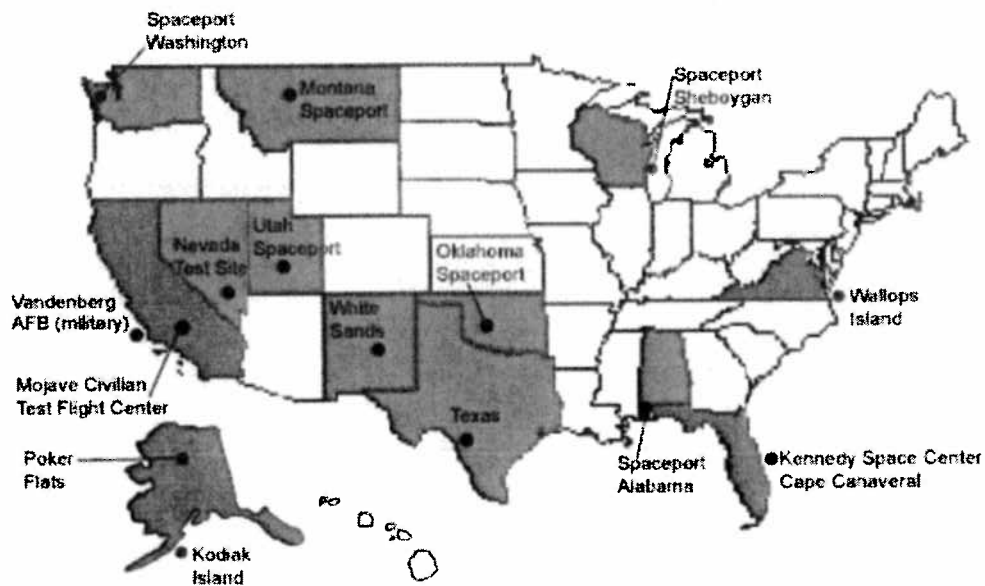 Spaceport
Washington
Montana
Spaceport
Spaceport
Sheboygan
Nevada
Test Site
Utah
Spaceport
Oklahoma
Spaceport
Vandenberg
AFB (military)
White
Sands
Wallops
Island
Mojave Civilian
Test Flight Center
Texas
Poker
Flats
Spaceport
Alabama
Kennedy Space Center
Cape Canaveral
Kodiak
Island